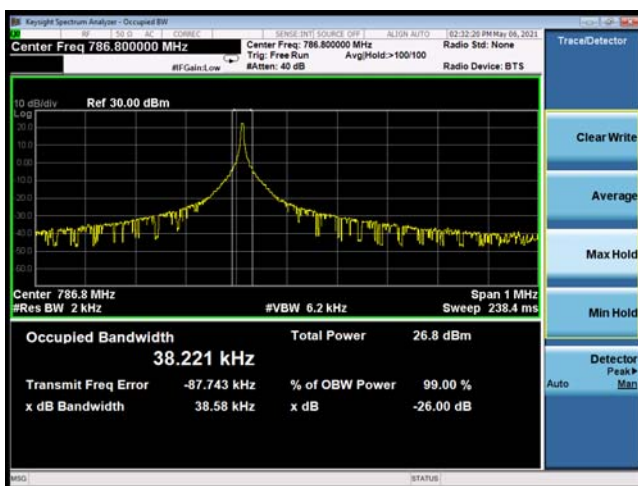 Keysight Spectrum Analyzer - Occupied BW
RF 50 Ω AC CORREC SENSE:INT SOURCE OFF ALIGN AUTO 02:32:20 PM May 06, 2021
Center Freq 786.800000 MHz
Center Freq: 786.800000 MHz
Radio Std: None
Trig: Free Run Avg|Hold:>100/100
#IFGain:Low #Atten: 40 dB
Radio Device: BTS
10 dB/div Ref 30.00 dBm
Log
20.0
10.0
0.00
-10.0
-20.0
-30.0
-40.0
-50.0
-60.0
Center 786.8 MHz Span 1 MHz
#Res BW 2 kHz #VBW 6.2 kHz Sweep 238.4 ms
Occupied Bandwidth Total Power 26.8 dBm
38.221 kHz
Transmit Freq Error -87.743 kHz % of OBW Power 99.00 %
x dB Bandwidth 38.58 kHz x dB -26.00 dB
MSG STATUS
Trace/Detector
Clear Write
Average
Max Hold
Min Hold
Detector
Peak▶
Auto Man